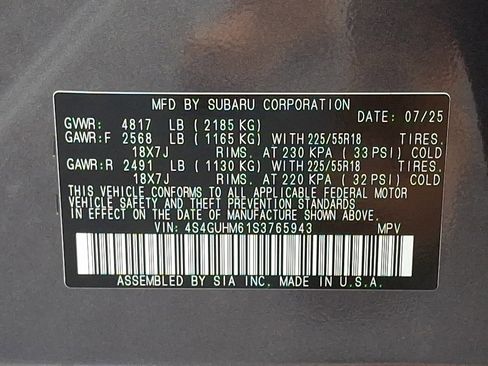 MFD BY SUBARU CORPORATION
DATE: 07/25
GVWR: 4817 LB (2185 KG)
GAWR:F 2568 LB (1165 KG) WITH 225/55R18 TIRES.
18X7J RIMS. AT 230 KPA (33 PSI) COLD
GAWR:R 2491 LB (1130 KG) WITH 225/55R18 TIRES.
18X7J RIMS. AT 220 KPA (32 PSI) COLD
THIS VEHICLE CONFORMS TO ALL APPLICABLE FEDERAL MOTOR
VEHICLE SAFETY AND THEFT PREVENTION STANDARDS
IN EFFECT ON THE DATE OF MANUFACTURE SHOWN ABOVE.
VIN: 4S4GUHM61S3765943 MPV
ASSEMBLED BY SIA INC. MADE IN U.S.A.